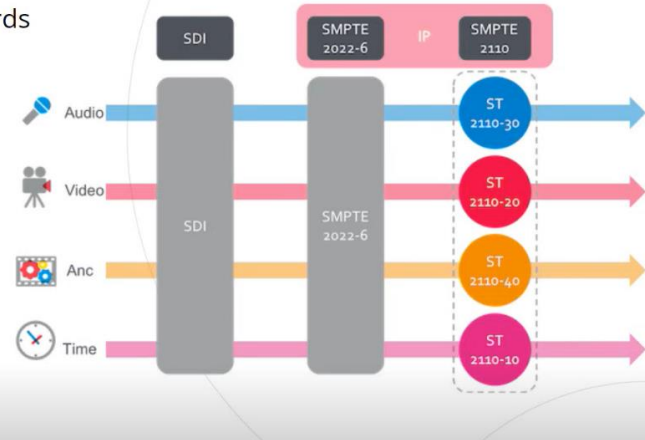 rds
SDI
SMPTE
2022-6
IP
SMPTE
2110
Audio
ST
2110-30
Video
ST
2110-20
SDI
SMPTE
2022-6
Anc
ST
2110-40
Time
ST
2110-10